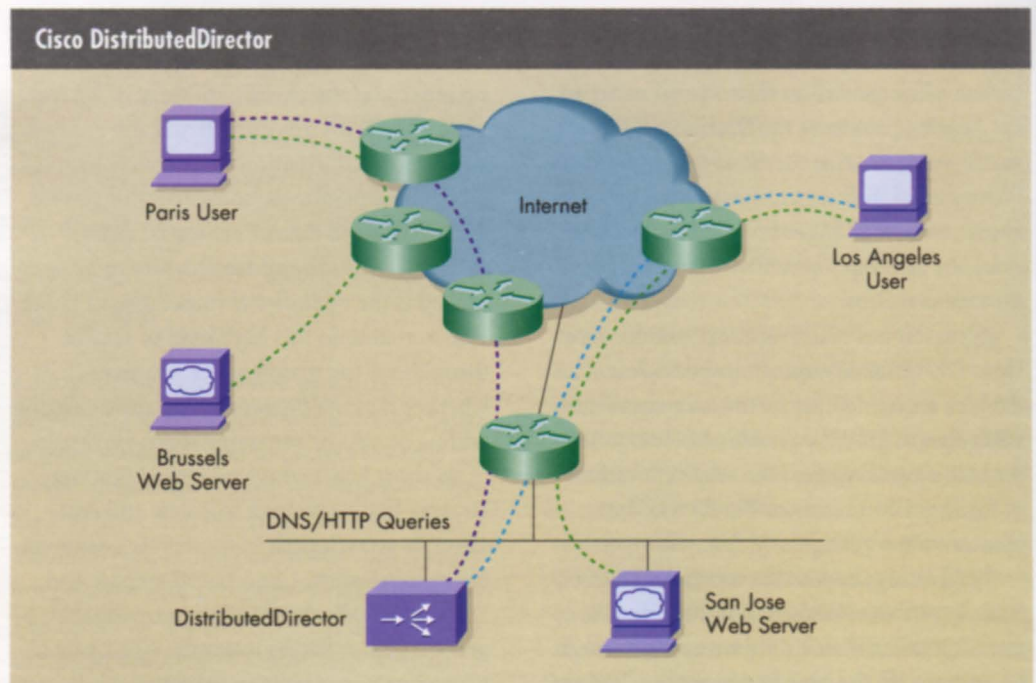 Cisco DistributedDirector
Paris User
Internet
Los Angeles
User
Brussels
Web Server
DNS/HTTP Queries
DistributedDirector
San Jose
Web Server